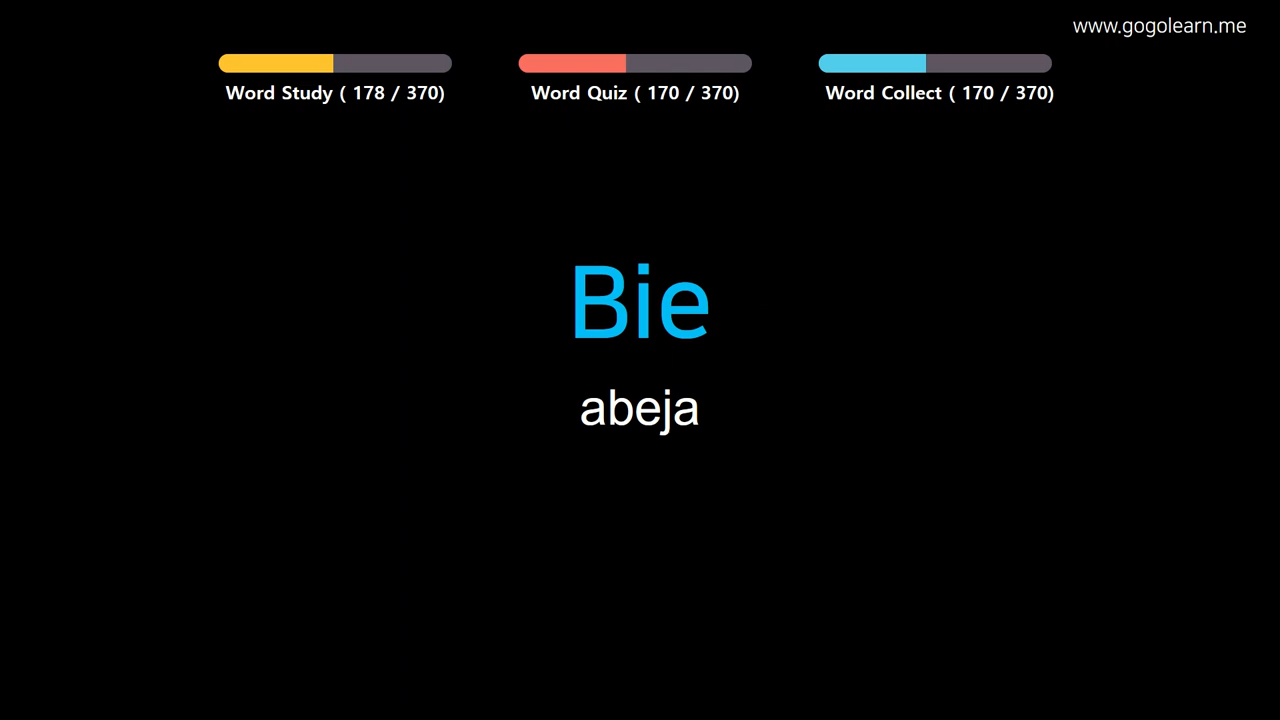 www.gogolearn.me
Word Study ( 178 / 370)
Word Quiz ( 170 / 370)
Word Collect ( 170 / 370)
Bie
abeja